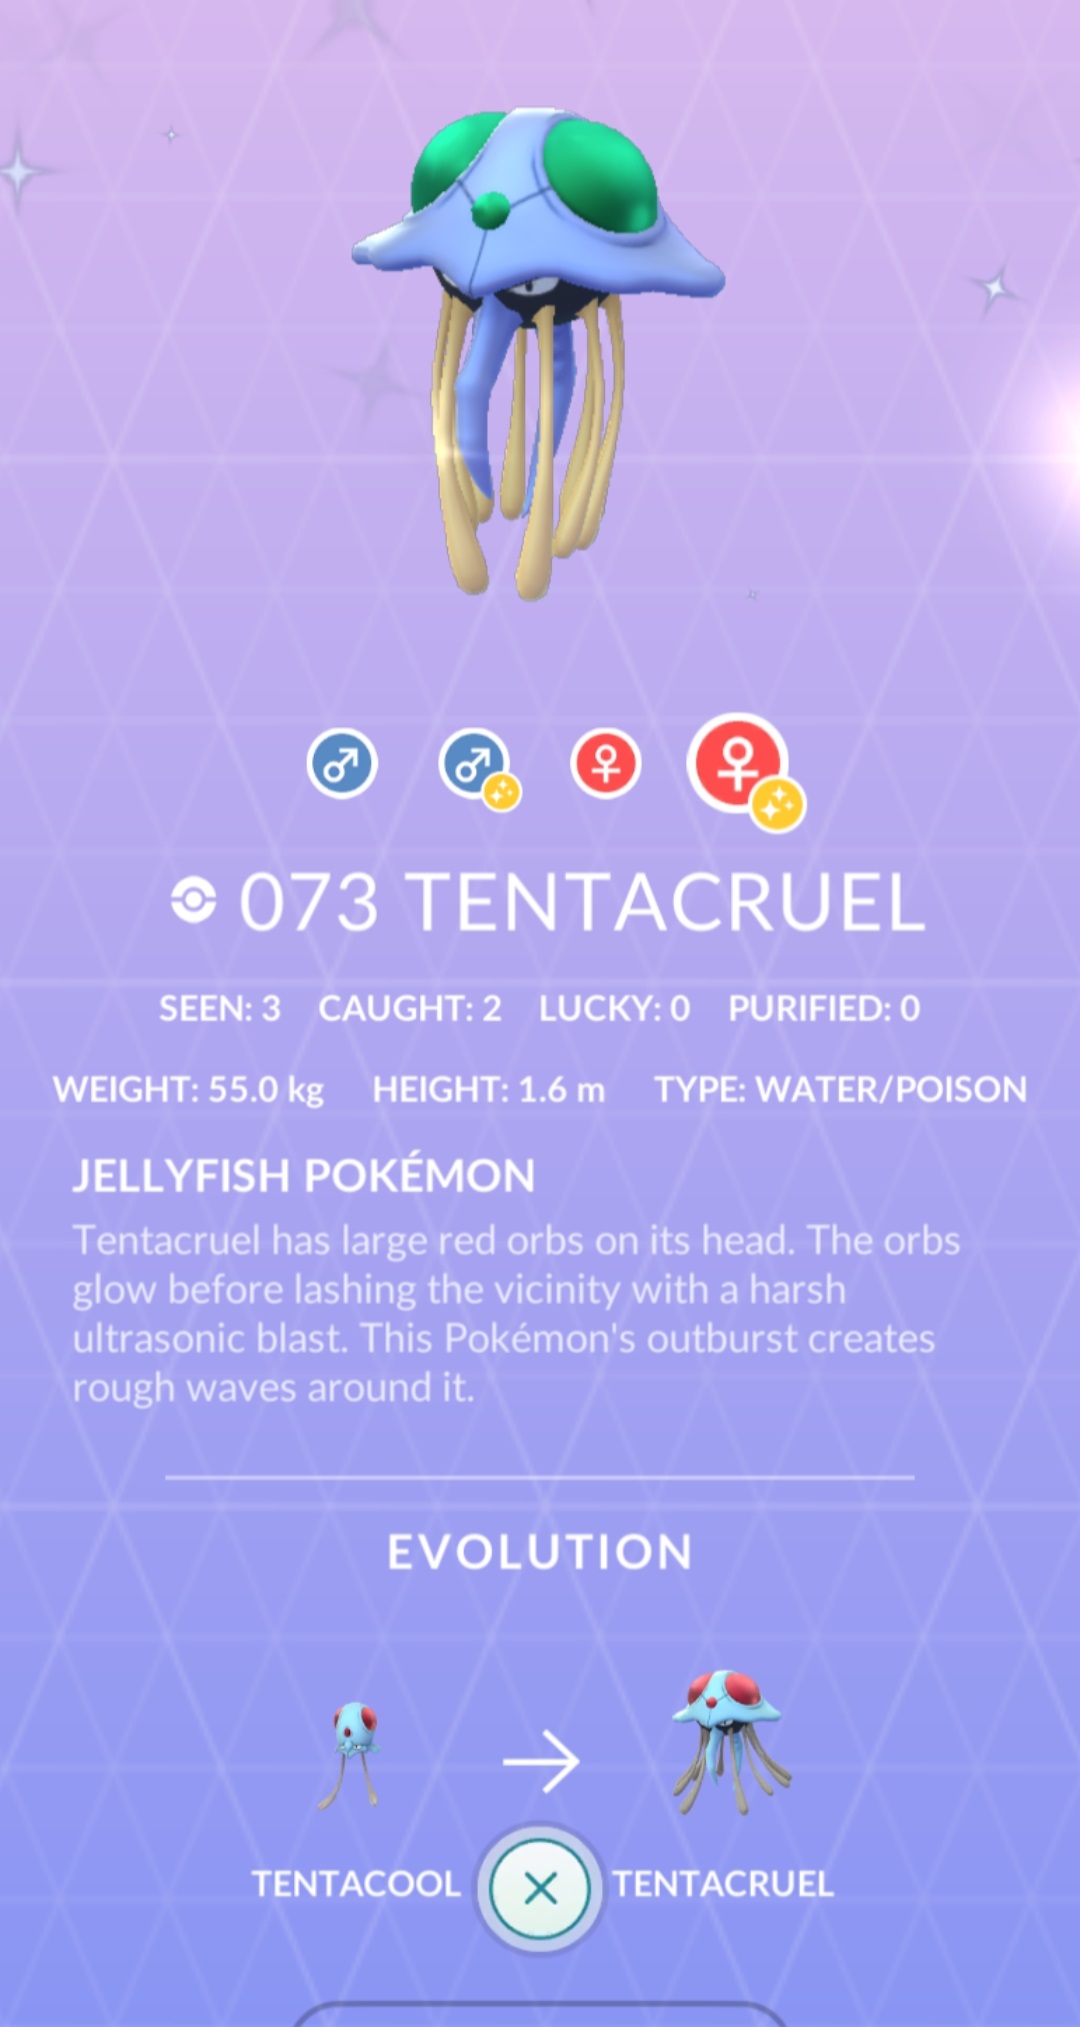 073 TENTACRUEL
SEEN: 3 CAUGHT: 2 LUCKY: 0 PURIFIED: 0
WEIGHT: 55.0 kg HEIGHT: 1.6 m TYPE: WATER/POISON
JELLYFISH POKÉMON
Tentacruel has large red orbs on its head. The orbs
glow before lashing the vicinity with a harsh
ultrasonic blast. This Pokémon's outburst creates
rough waves around it.
EVOLUTION
TENTACOOL TENTACRUEL